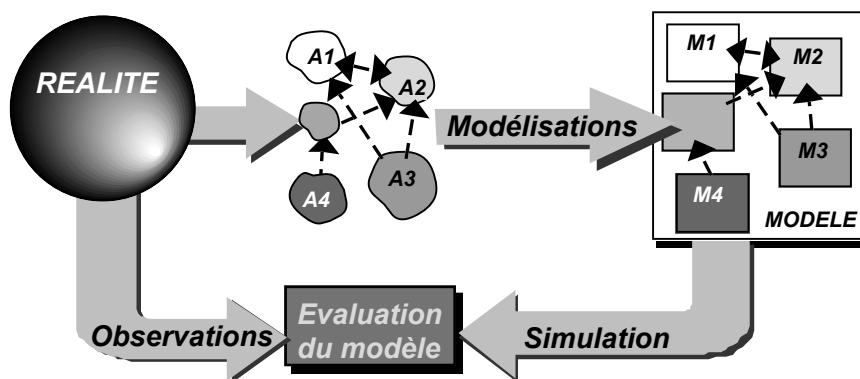 REALITE
A1
A2
A3
A4
Modélisations
M1
M2
M3
M4
MODELE
Observations
Evaluation
du modèle
Simulation